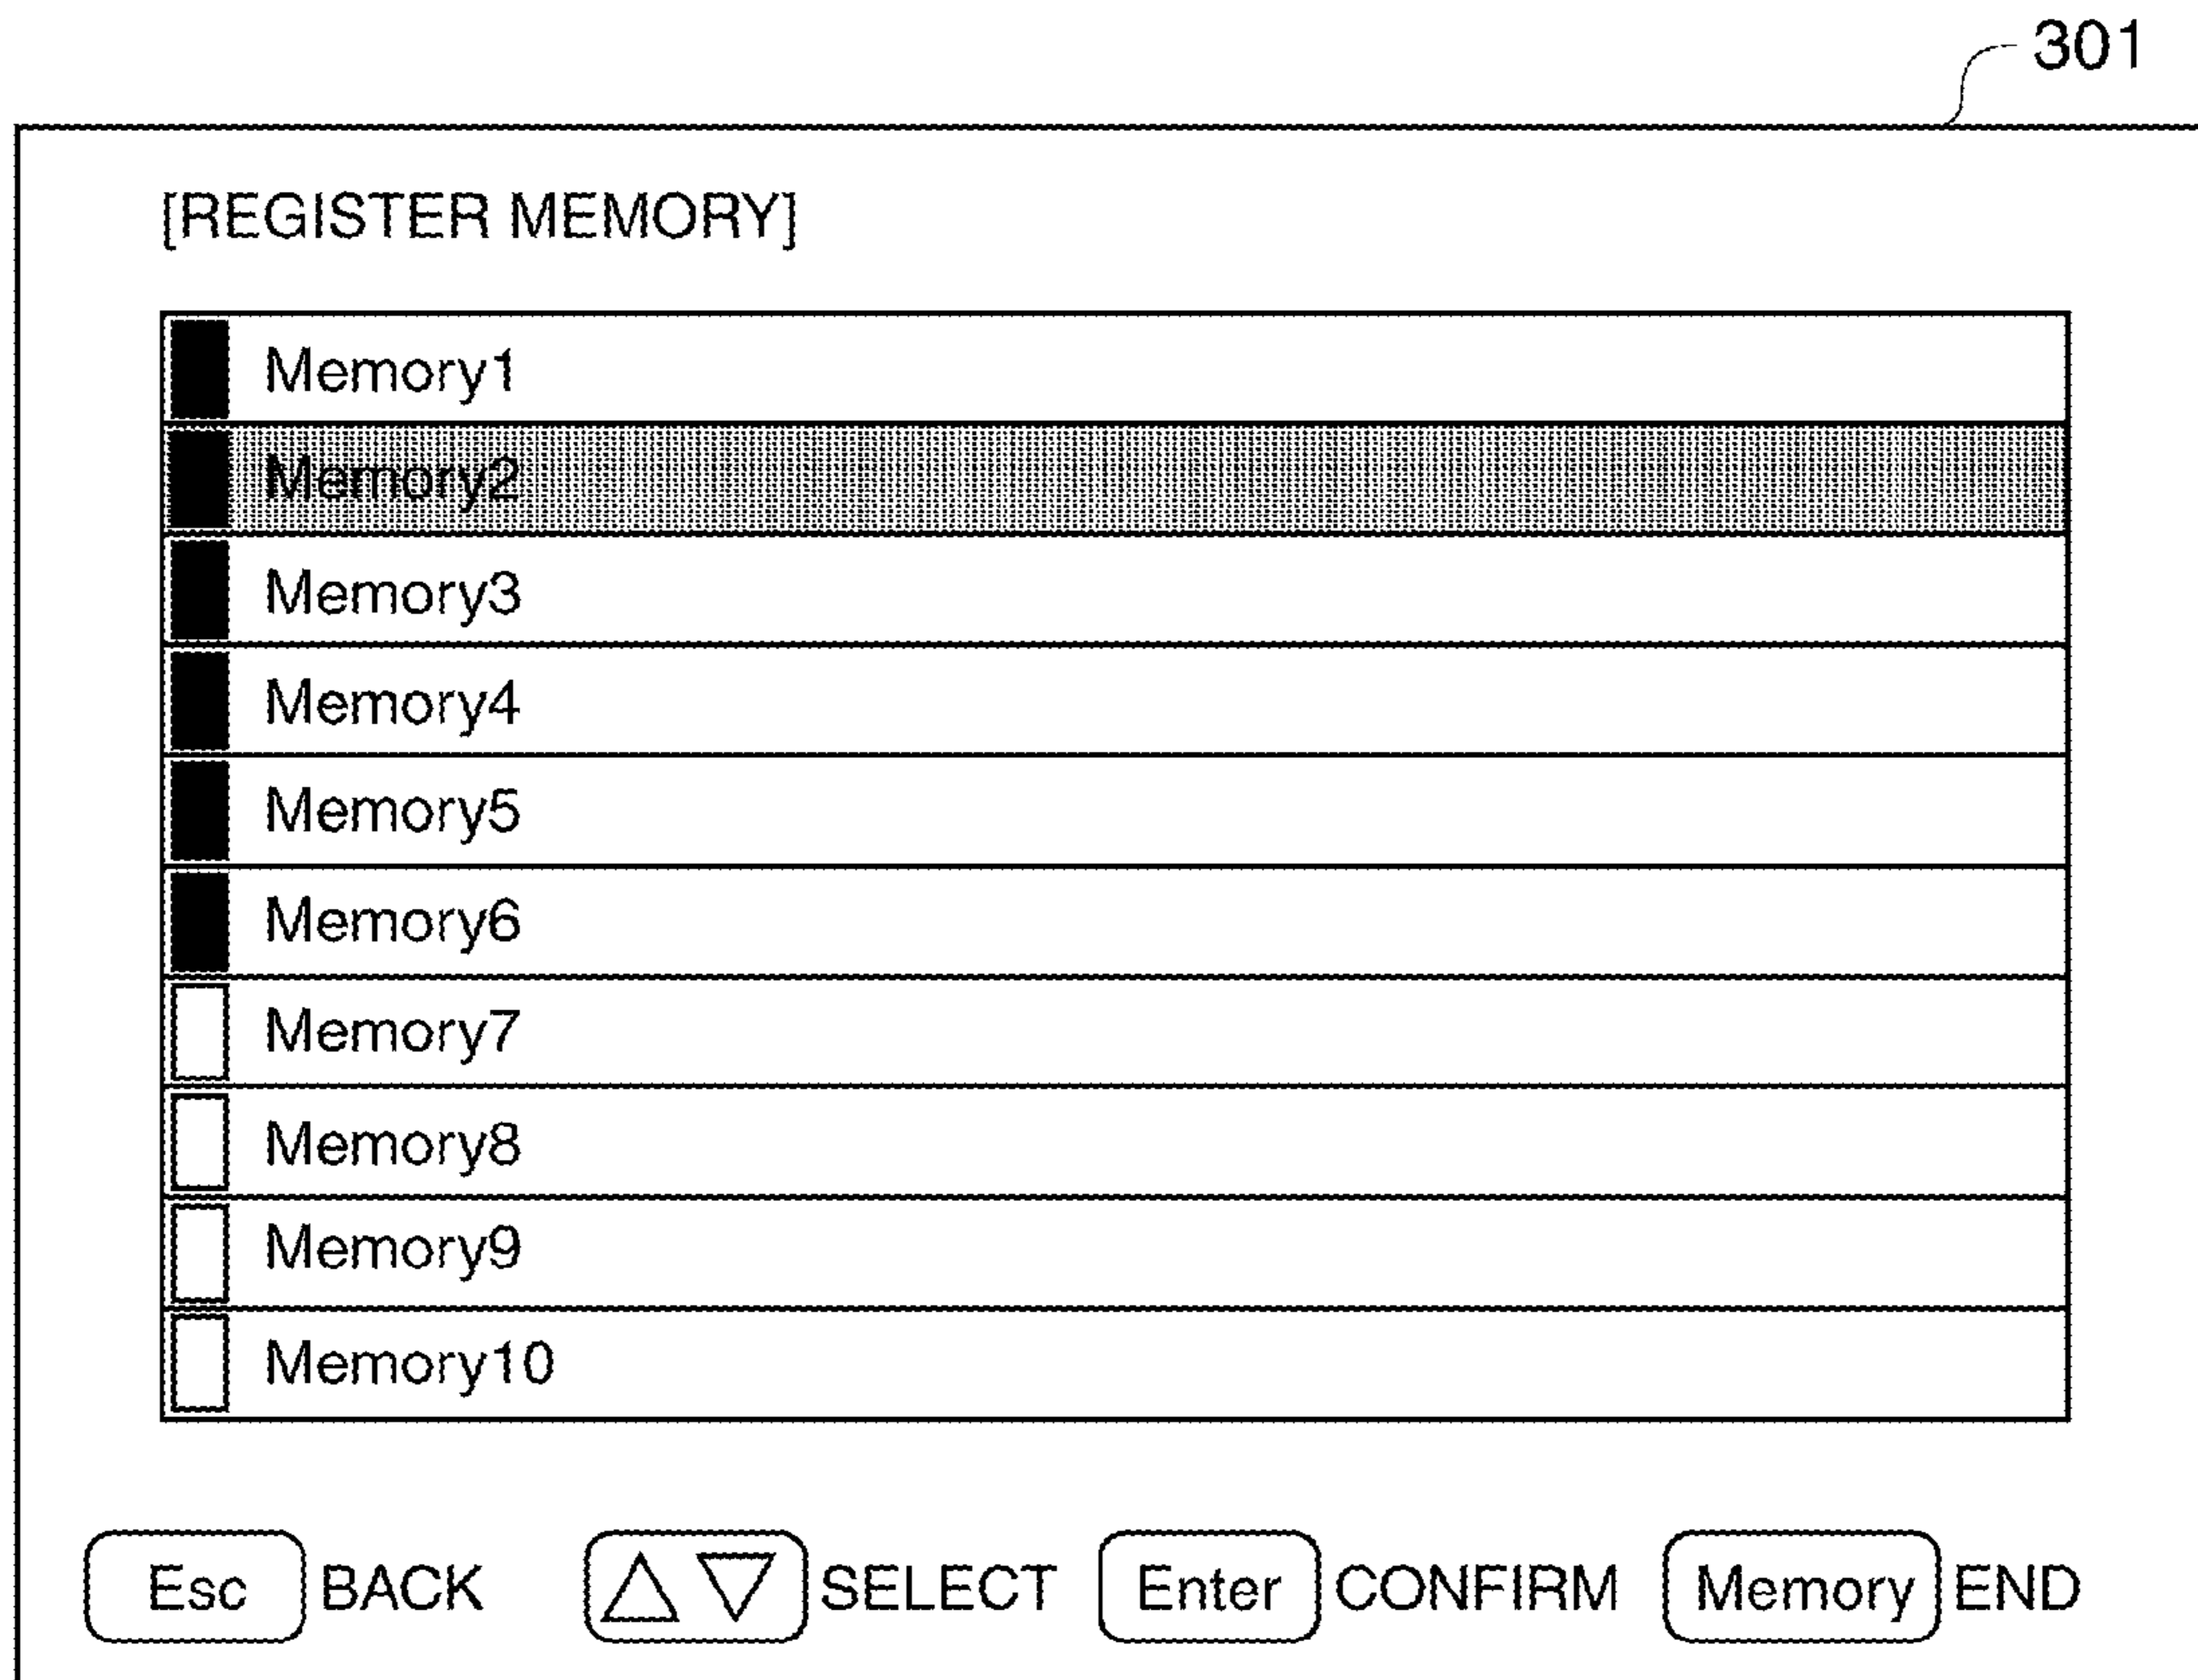 301
[REGISTER MEMORY]
Memory1
Memory2
Memory3
Memory4
Memory5
Memory6
Memory7
Memory8
Memory9
Memory10
Esc BACK △ ▽ SELECT Enter CONFIRM Memory END